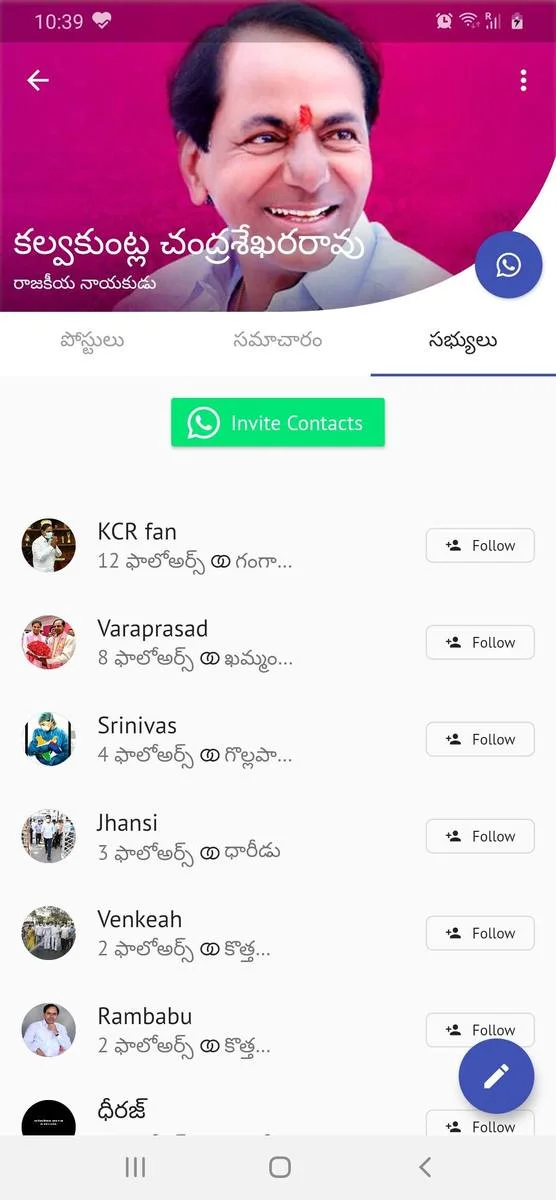 10:39
కల్వకుంట్ల చంద్రశేఖరరావు
రాజకీయ నాయకుడు
పోస్టులు సమాచారం సభ్యులు
Invite Contacts
KCR fan
12 ఫాలోఅర్స్ గంగా...
Follow
Varaprasad
8 ఫాలోఅర్స్ ఖమ్మం...
Follow
Srinivas
4 ఫాలోఅర్స్ గొల్లపా...
Follow
Jhansi
3 ఫాలోఅర్స్ ధారీడు
Follow
Venkeah
2 ఫాలోఅర్స్ కొత్త...
Follow
Rambabu
2 ఫాలోఅర్స్ కొత్త...
Follow
ధీరజ్
Follow